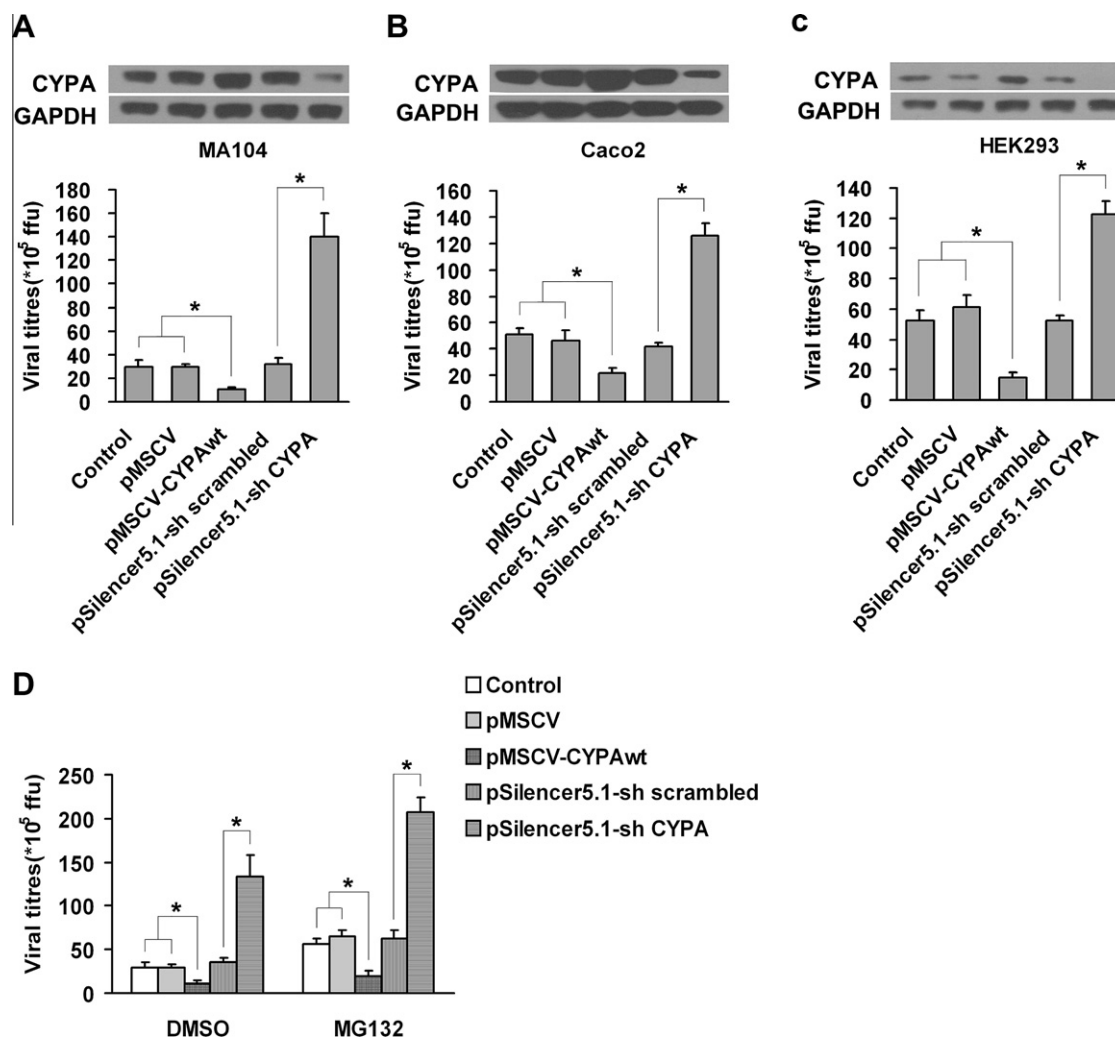 A
CYPA
GAPDH
MA104
Viral titres(*10⁵ ffu)
180
160
140
120
100
80
60
40
20
0
*
*
Control
pMSCV
pMSCV-CYPAwt
pSilencer5.1-sh scrambled
pSilencer5.1-sh CYPA
B
CYPA
GAPDH
Caco2
Viral titres(*10⁵ ffu)
160
140
120
100
80
60
40
20
0
*
*
Control
pMSCV
pMSCV-CYPAwt
pSilencer5.1-sh scrambled
pSilencer5.1-sh CYPA
c
CYPA
GAPDH
HEK293
Viral titres(*10⁵ ffu)
140
120
100
80
60
40
20
0
*
*
Control
pMSCV
pMSCV-CYPAwt
pSilencer5.1-sh scrambled
pSilencer5.1-sh CYPA
D
Control
pMSCV
pMSCV-CYPAwt
pSilencer5.1-sh scrambled
pSilencer5.1-sh CYPA
Viral titres(*10⁵ ffu)
250
200
150
100
50
0
*
*
*
*
DMSO
MG132